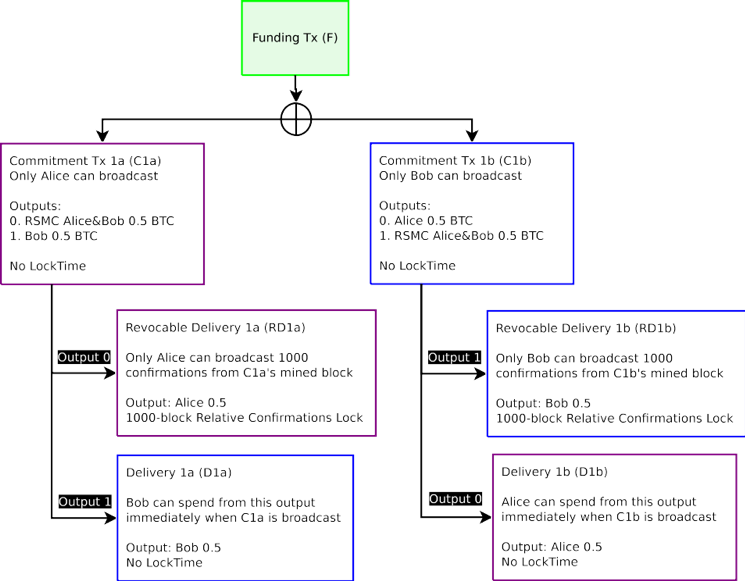 Funding Tx (F)
Commitment Tx 1a (C1a)
Only Alice can broadcast
Outputs:
0. RSMC Alice&Bob 0.5 BTC
1. Bob 0.5 BTC
No LockTime
Commitment Tx 1b (C1b)
Only Bob can broadcast
Outputs:
0. Alice 0.5 BTC
1. RSMC Alice&Bob 0.5 BTC
No LockTime
Output 0
Revocable Delivery 1a (RD1a)
Only Alice can broadcast 1000
confirmations from C1a's mined block
Output: Alice 0.5
1000-block Relative Confirmations Lock
Output 1
Revocable Delivery 1b (RD1b)
Only Bob can broadcast 1000
confirmations from C1b's mined block
Output: Bob 0.5
1000-block Relative Confirmations Lock
Output 1
Delivery 1a (D1a)
Bob can spend from this output
immediately when C1a is broadcast
Output: Bob 0.5
No LockTime
Output 0
Delivery 1b (D1b)
Alice can spend from this output
immediately when C1b is broadcast
Output: Alice 0.5
No LockTime